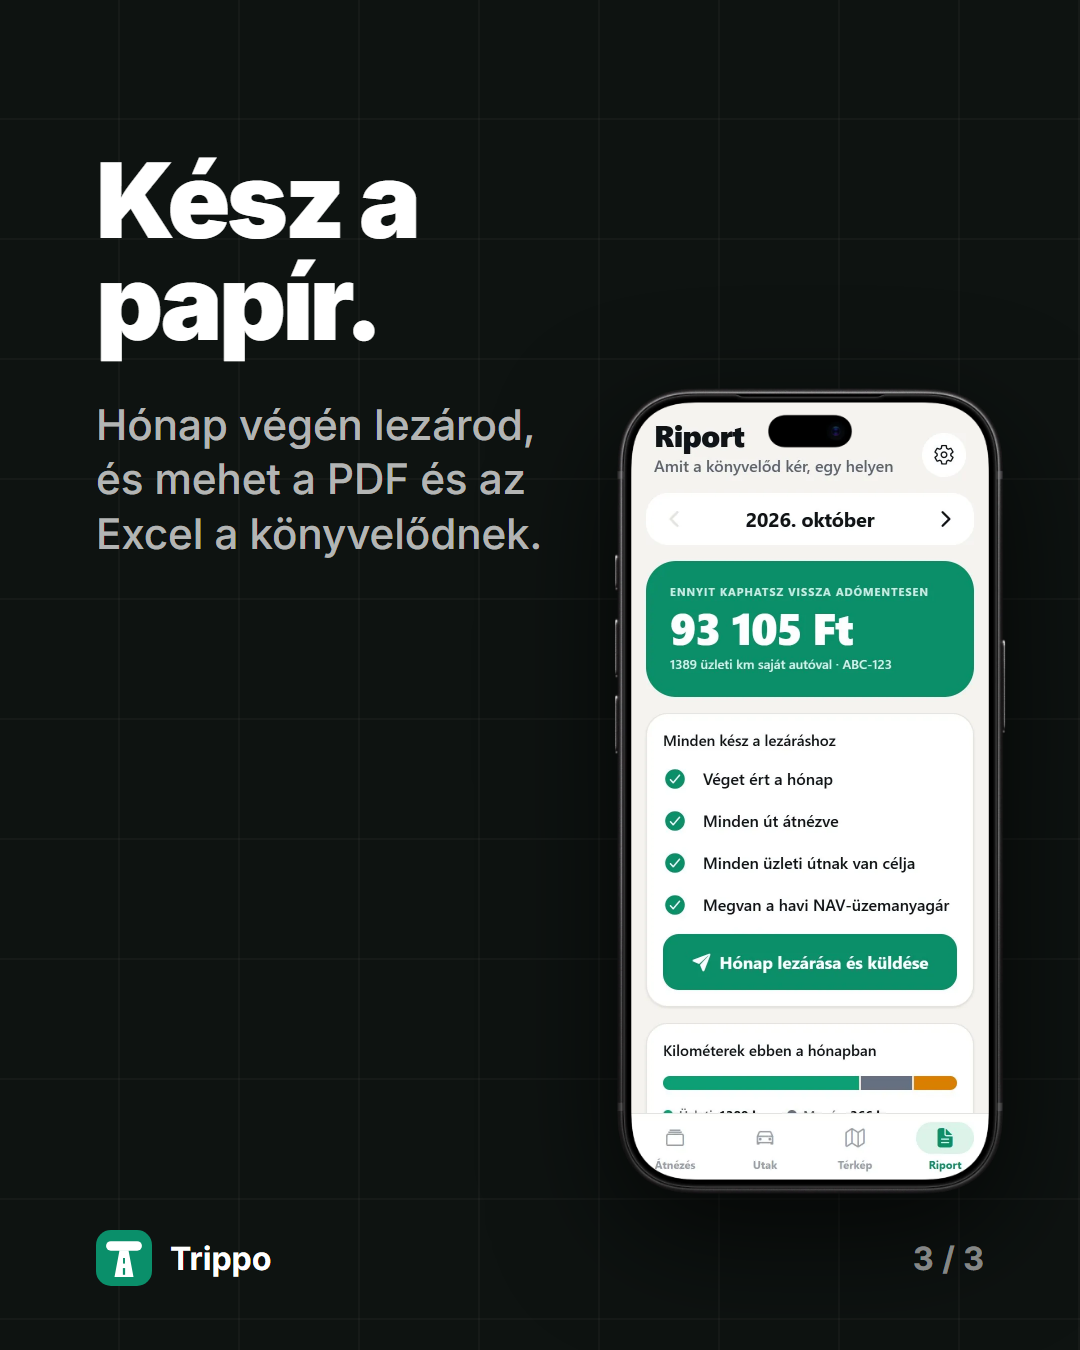 Kész a
papír.
Hónap végén lezárod,
és mehet a PDF és az
Excel a könyvelődnek.
Riport
Amit a könyvelőd kér, egy helyen
2026. október
ENNYIT KAPHATSZ VISSZA ADÓMENTESEN
93 105 Ft
1389 üzleti km saját autóval · ABC-123
Minden kész a lezáráshoz
Véget ért a hónap
Minden út átnézve
Minden üzleti útnak van célja
Megvan a havi NAV-üzemanyagár
Hónap lezárása és küldése
Kilométerek ebben a hónapban
Átnézés
Utak
Térkép
Riport
Trippo
3 / 3